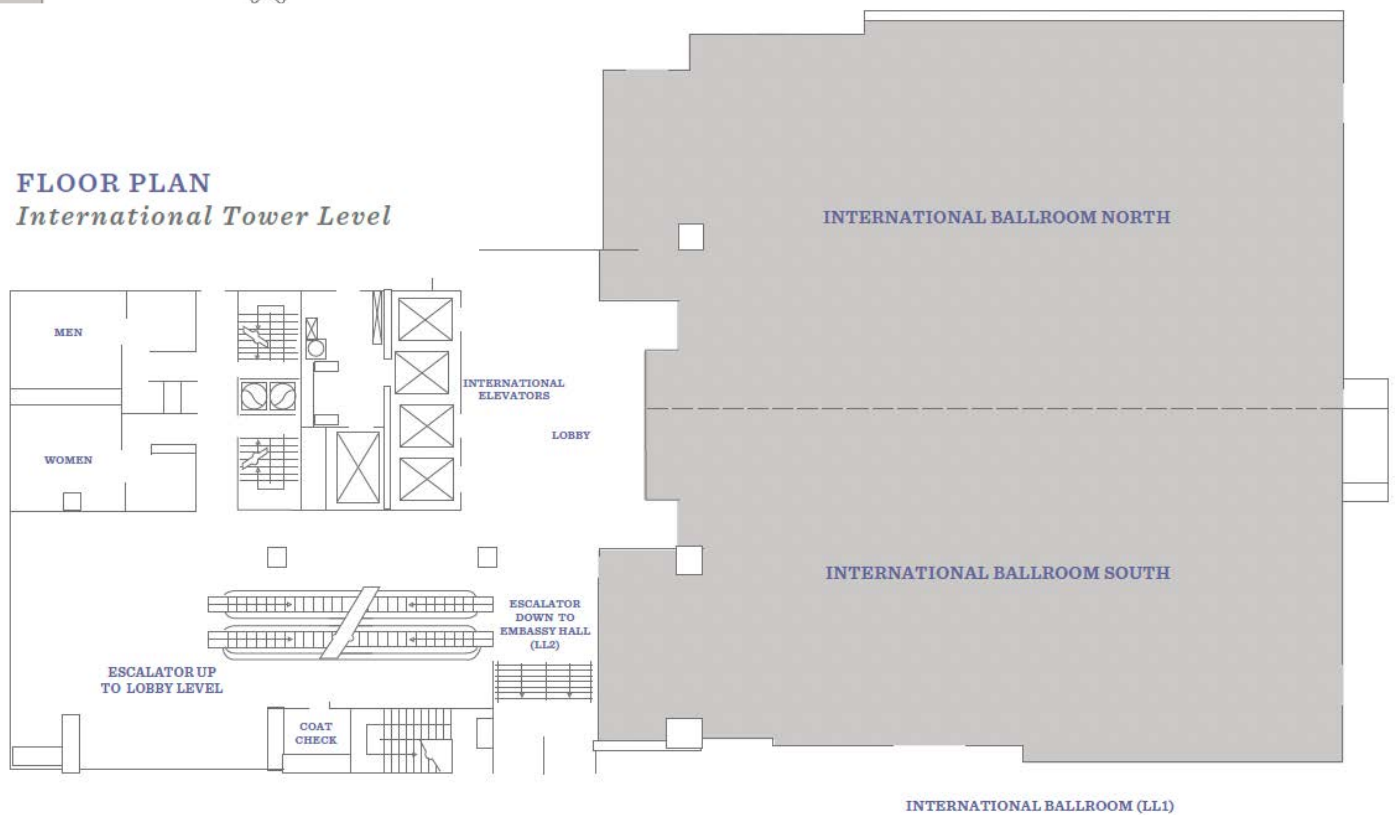 FLOOR PLAN
International Tower Level
INTERNATIONAL BALLROOM NORTH
MEN
INTERNATIONAL
ELEVATORS
LOBBY
WOMEN
INTERNATIONAL BALLROOM SOUTH
ESCALATOR
DOWN TO
EMBASSY HALL
(LL2)
ESCALATOR UP
TO LOBBY LEVEL
COAT
CHECK
INTERNATIONAL BALLROOM (LL1)